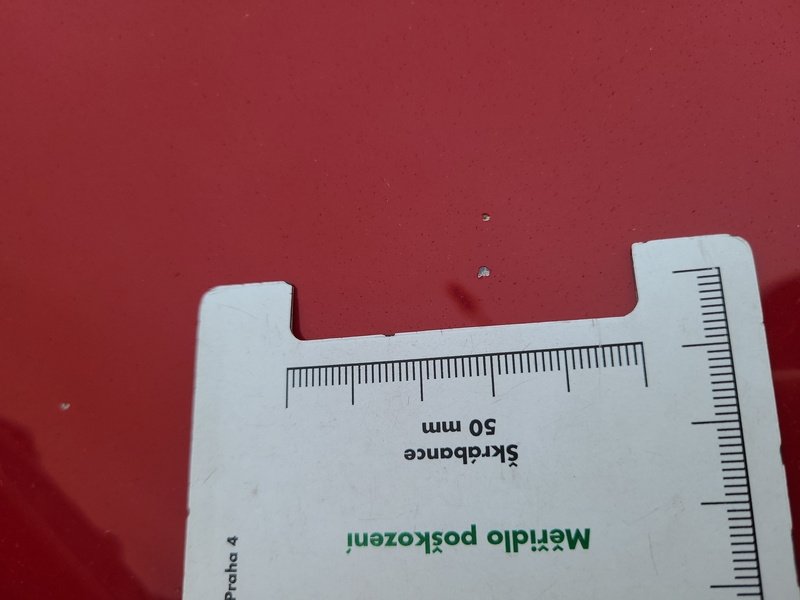 Měřidlo poškození
Škrábance
50 mm
Praha 4